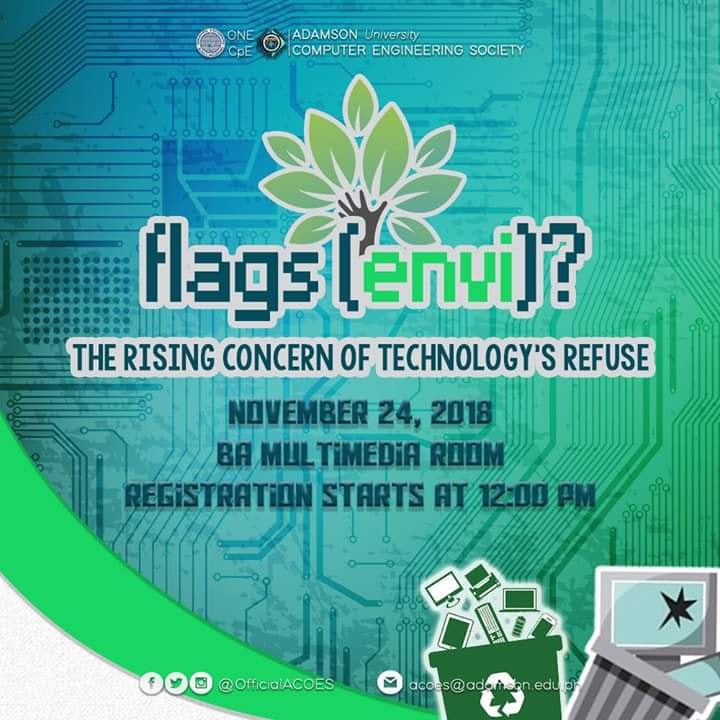 ONE
CpE
ADAMSON University
COMPUTER ENGINEERING SOCIETY
flags (envi)?
THE RISING CONCERN OF TECHNOLOGY'S REFUSE
NOVEMBER 24, 2018
BA MULTIMEDIA ROOM
REGISTRATION STARTS AT 12:00 PM
@OfficialACOES
acoes@adamson.edu.ph